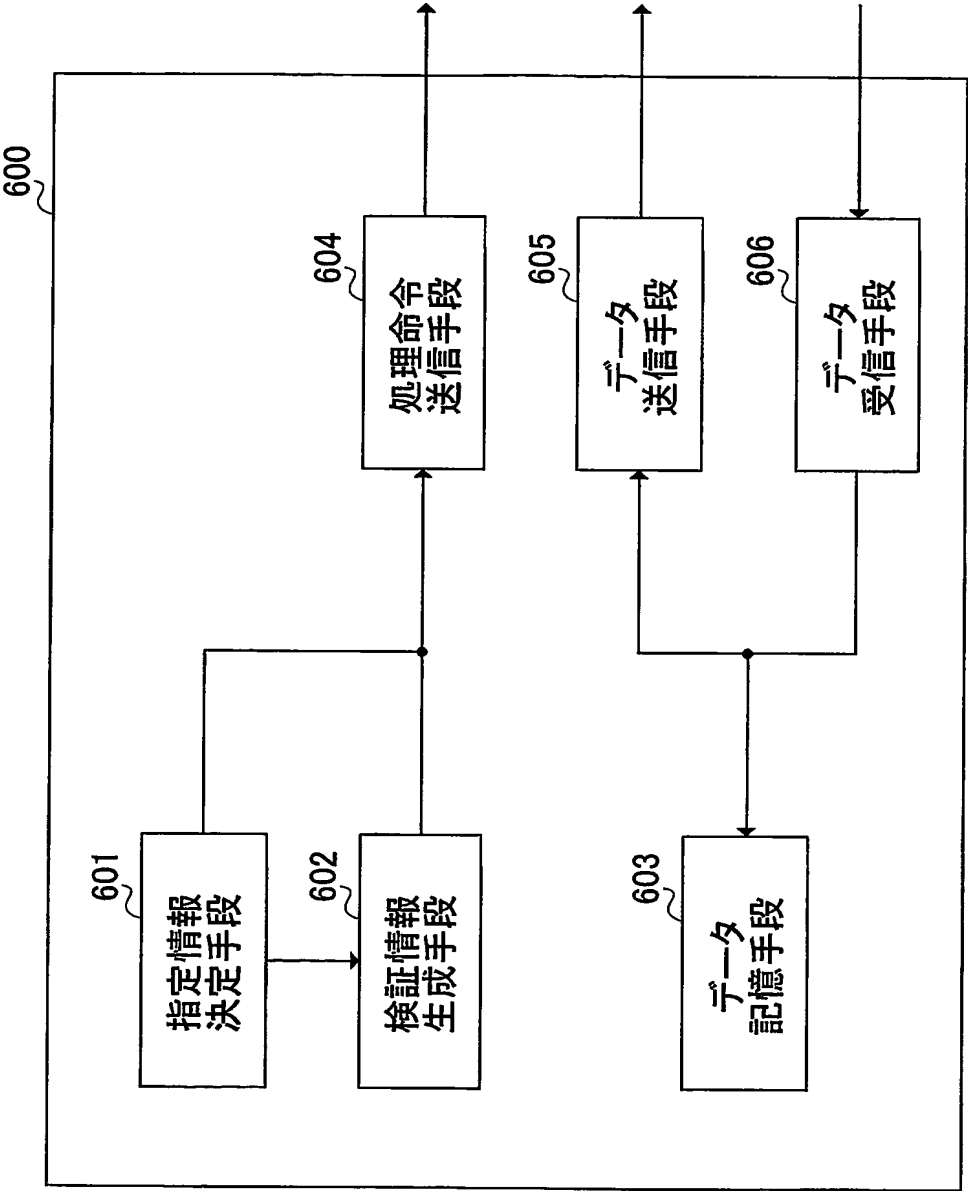 600
601
指定情報
決定手段
602
検証情報
生成手段
603
データ
記憶手段
604
処理命令
送信手段
605
データ
送信手段
606
データ
受信手段